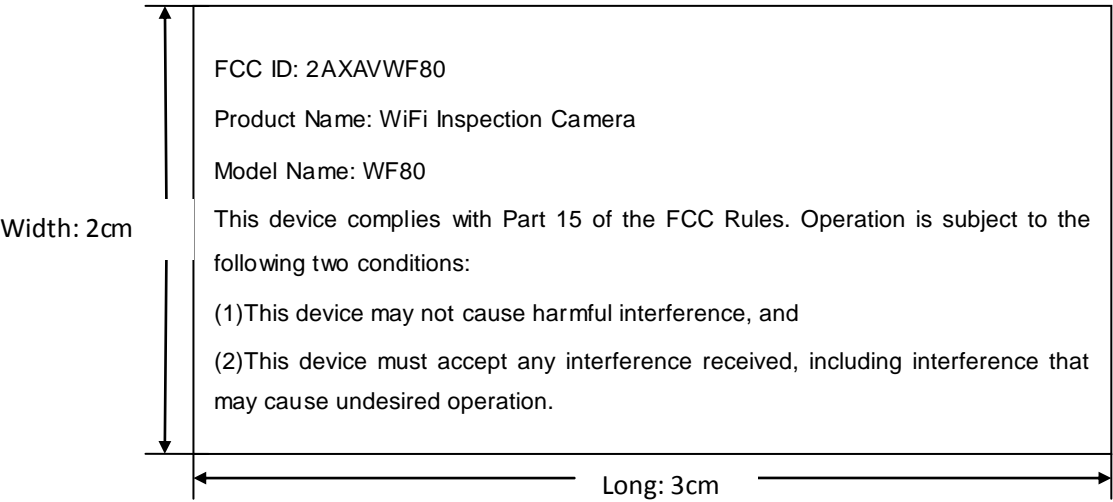 FCC ID: 2AXAVWF80
Product Name: WiFi Inspection Camera
Model Name: WF80
Width: 2cm
This device complies with Part 15 of the FCC Rules. Operation is subject to the
following two conditions:
(1)This device may not cause harmful interference, and
(2)This device must accept any interference received, including interference that
may cause undesired operation.
Long: 3cm